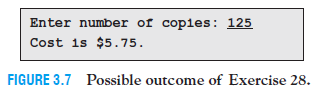 Enter number of copies: 125
Cost is $5.75.
FIGURE 3.7 Possible outcome of Exercise 28.